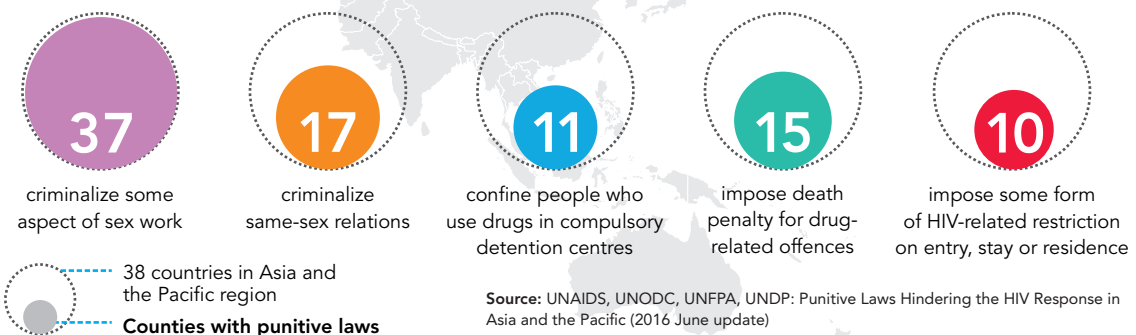 37
criminalize some
aspect of sex work
17
criminalize
same-sex relations
11
confine people who
use drugs in compulsory
detention centres
15
impose death
penalty for drug-
related offences
10
impose some form
of HIV-related restriction
on entry, stay or residence
38 countries in Asia and
the Pacific region
Counties with punitive laws
Source: UNAIDS, UNODC, UNFPA, UNDP: Punitive Laws Hindering the HIV Response in
Asia and the Pacific (2016 June update)